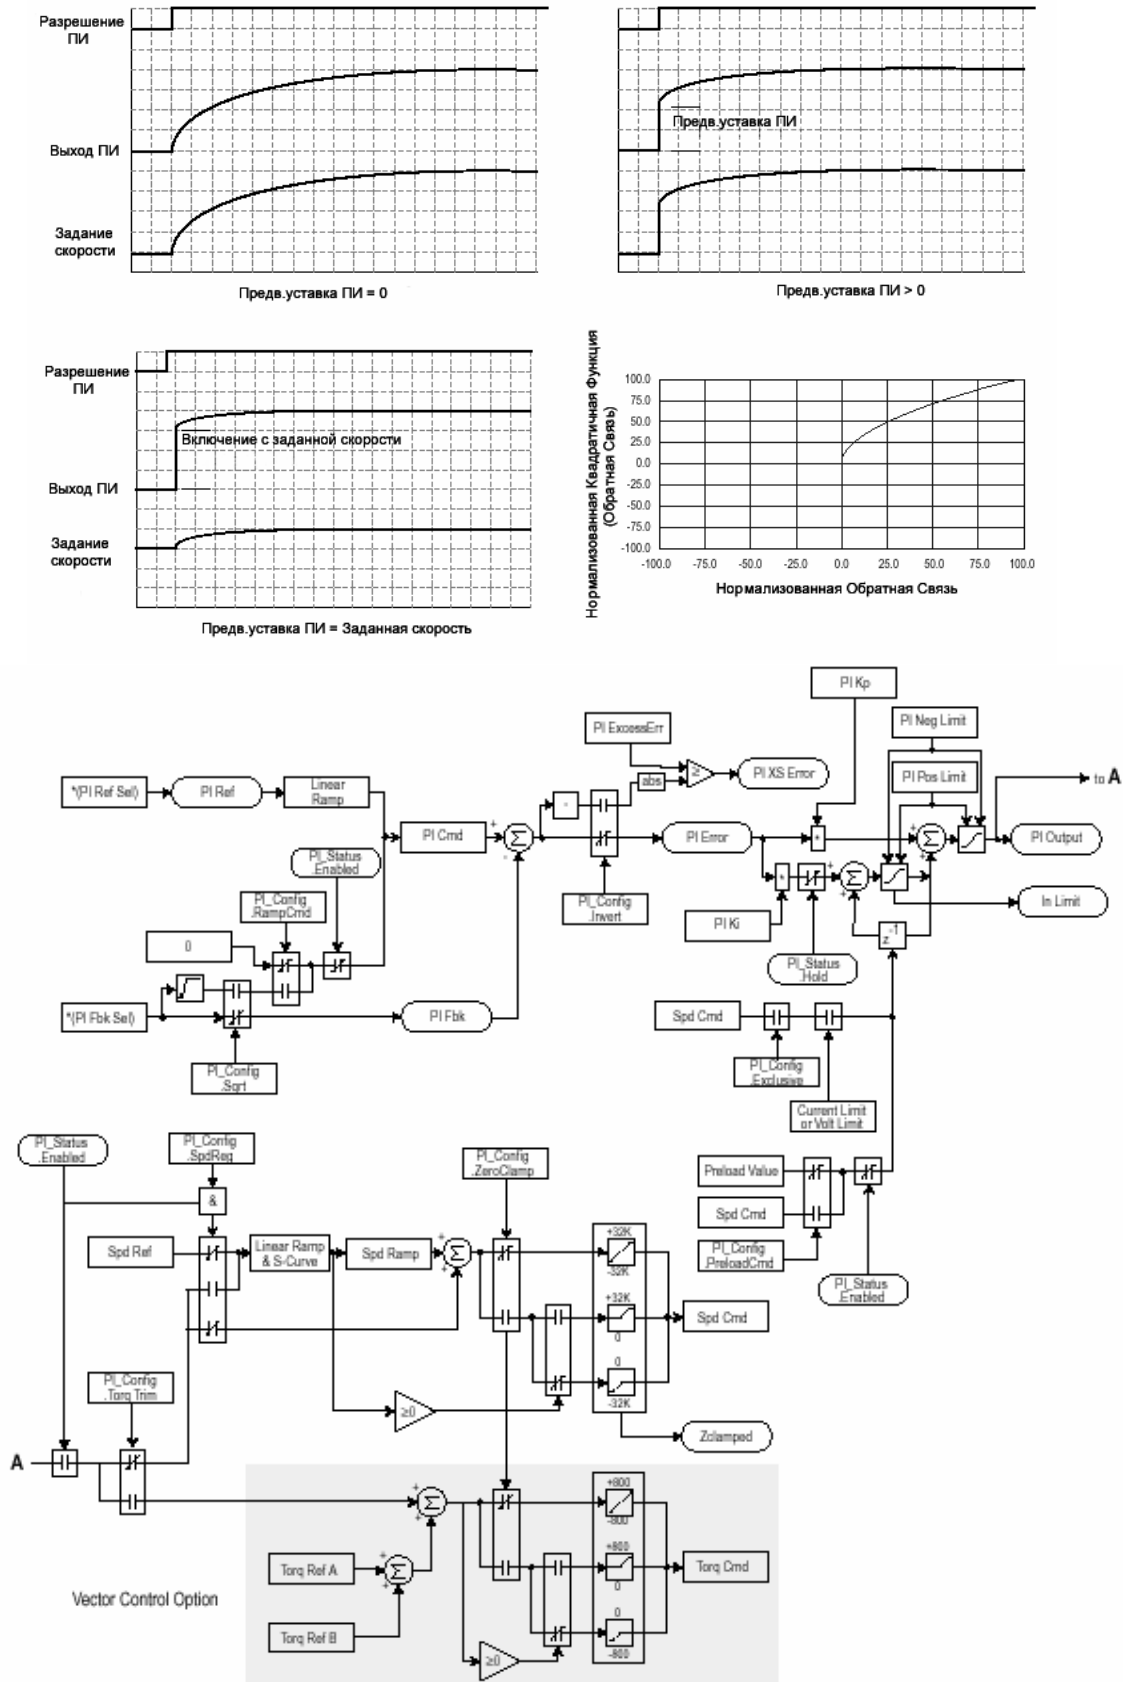 Разрешение
ПИ
Выход ПИ
Задание
скорости
Предв.уставка ПИ = 0
Разрешение
ПИ
Предв.уставка ПИ
Выход ПИ
Задание
скорости
Предв.уставка ПИ > 0
Разрешение
ПИ
Включение с заданной скорости
Выход ПИ
Задание
скорости
Предв.уставка ПИ = Заданная скорость
Нормализованная Квадратичная Функция
(Обратная Связь)
100.0
75.0
50.0
25.0
0.0
-25.0
-50.0
-75.0
-100.0
-100.0 -75.0 -50.0 -25.0 0.0 25.0 50.0 75.0 100.0
Нормализованная Обратная Связь
PI Kp
PI ExcessErr
PI Neg Limit
abs
≥
PI XS Error
PI Pos Limit
to A
*(PI Ref Sel)
PI Ref
Linear
Ramp
PI Cmd
+
-
Σ
-
PI Error
*
+
+
Σ
PI Output
PI_Status
.Enabled
PI_Config
.RampCmd
PI_Config
.Invert
*
+
+
Σ
In Limit
PI Ki
z-1
0
PI_Status
.Hold
*(PI Fbk Sel)
PI Fbk
Spd Cmd
PI_Config
.Sqrt
PI_Config
.Exclusive
Current Limit
or Volt Limit
PI_Status
.Enabled
PI_Config
.SpdReg
PI_Config
.ZeroClamp
Preload Value
&
Spd Cmd
Spd Ref
Linear Ramp
& S-Curve
Spd Ramp
+
+
Σ
+32K
-32K
PI_Config
.PreloadCmd
PI_Status
.Enabled
+32K
0
Spd Cmd
0
-32K
PI_Config
.Torq Trim
≥0
Zclamped
A
+
+
Σ
+800
-800
Torq Ref A
+
+
Σ
+800
0
Torq Cmd
Vector Control Option
Torq Ref B
0
-800
≥0